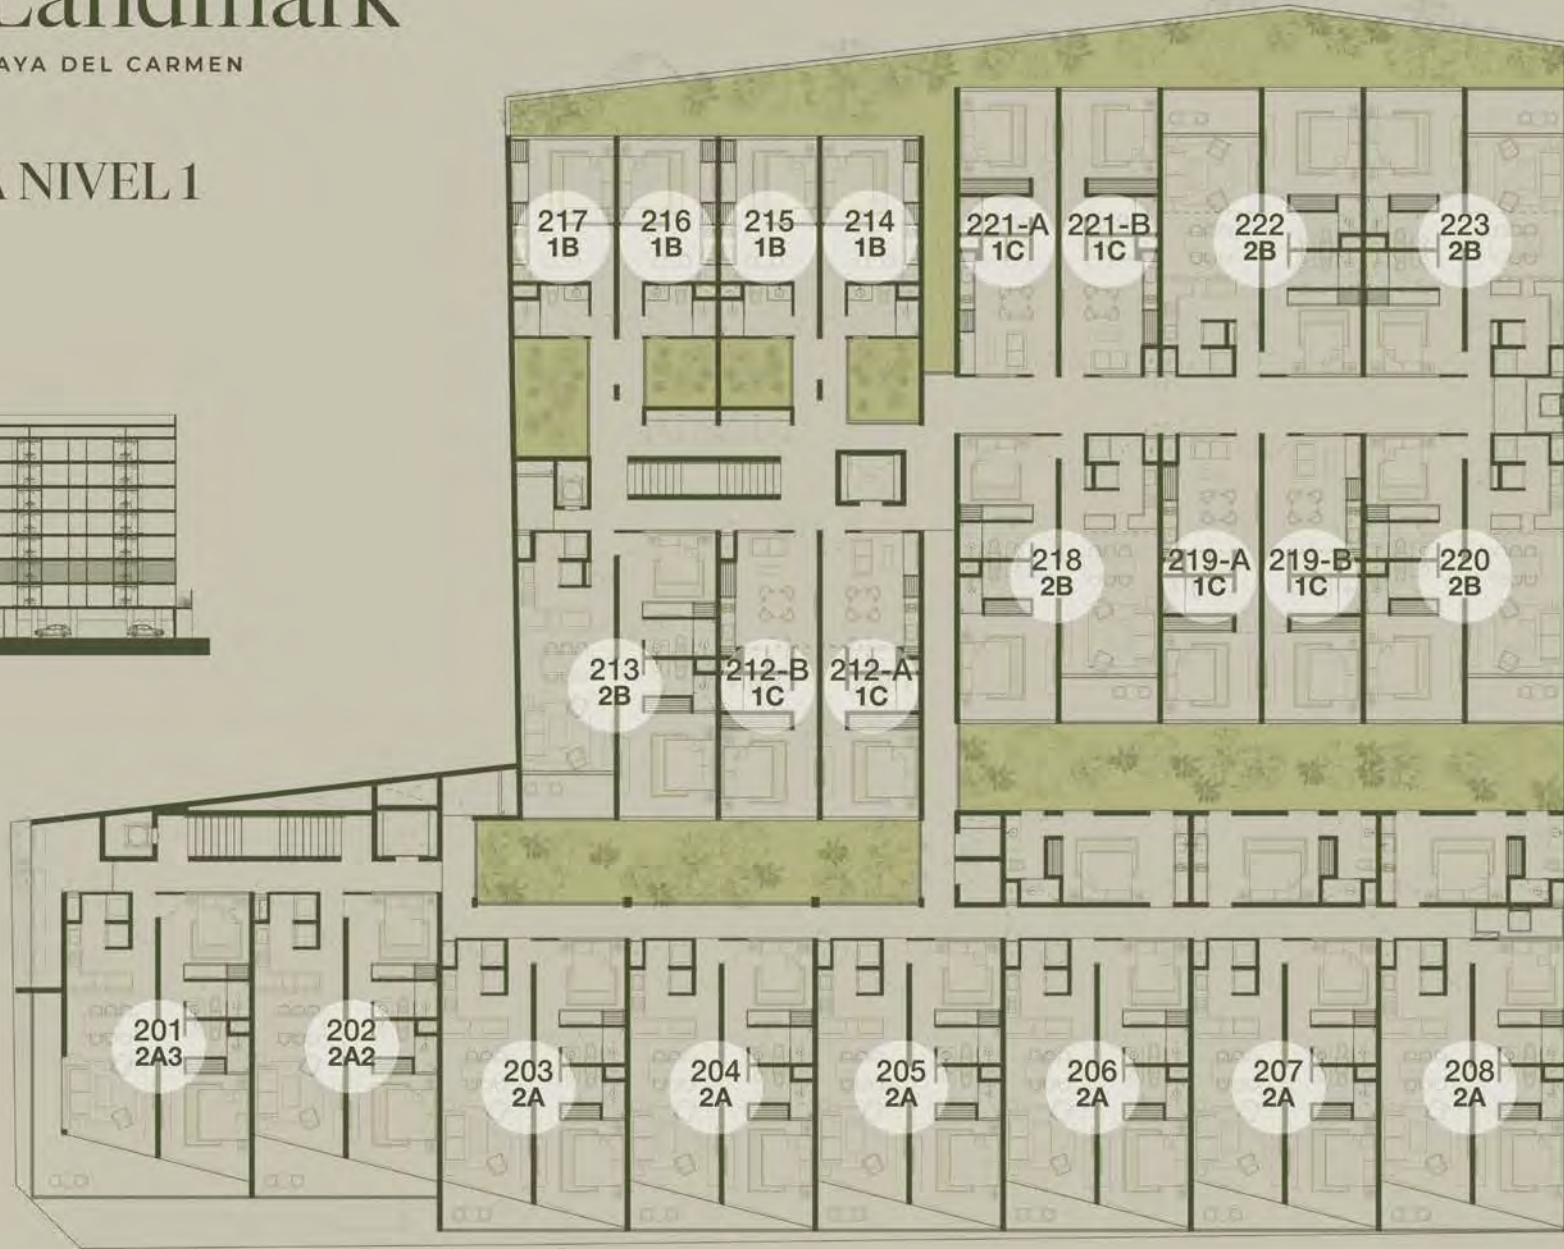 Landmark
AYA DEL CARMEN
A NIVEL 1
217
1B
216
1B
215
1B
214
1B
221-A
1C
221-B
1C
222
2B
223
2B
213
2B
212-B
1C
212-A
1C
218
2B
219-A
1C
219-B
1C
220
2B
201
2A3
202
2A2
203
2A
204
2A
205
2A
206
2A
207
2A
208
2A